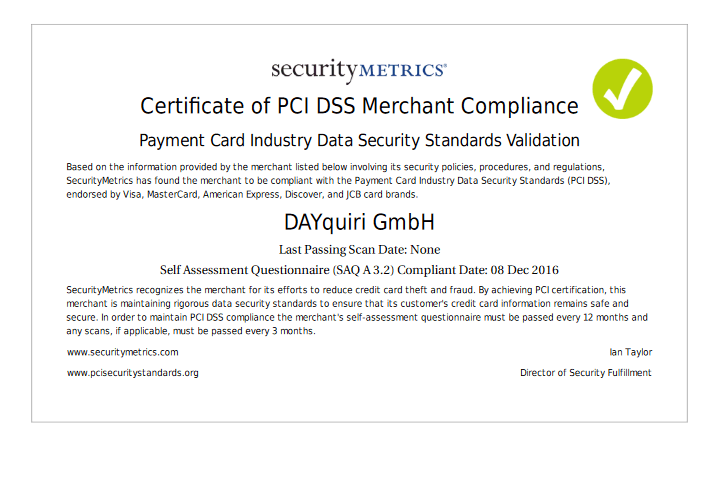 securityMETRICS®
Certificate of PCI DSS Merchant Compliance
Payment Card Industry Data Security Standards Validation
Based on the information provided by the merchant listed below involving its security policies, procedures, and regulations,
SecurityMetrics has found the merchant to be compliant with the Payment Card Industry Data Security Standards (PCI DSS),
endorsed by Visa, MasterCard, American Express, Discover, and JCB card brands.
DAYquiri GmbH
Last Passing Scan Date: None
Self Assessment Questionnaire (SAQ A 3.2) Compliant Date: 08 Dec 2016
SecurityMetrics recognizes the merchant for its efforts to reduce credit card theft and fraud. By achieving PCI certification, this
merchant is maintaining rigorous data security standards to ensure that its customer's credit card information remains safe and
secure. In order to maintain PCI DSS compliance the merchant's self-assessment questionnaire must be passed every 12 months and
any scans, if applicable, must be passed every 3 months.
www.securitymetrics.com Ian Taylor
www.pcisecuritystandards.org Director of Security Fulfillment